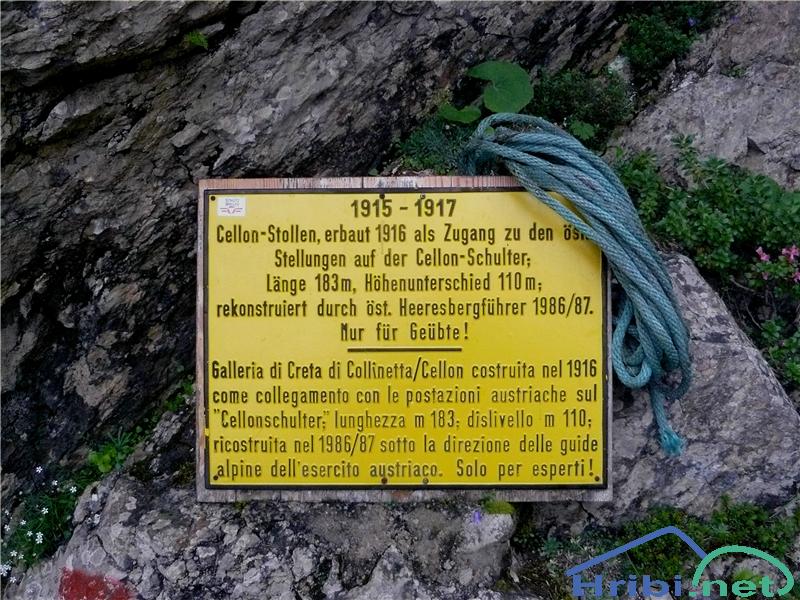 1915 - 1917
Cellon-Stollen, erbaut 1916 als Zugang zu den
Stellungen auf der Cellon-Schulter;
Länge 183m, Höhenunterschied 110m;
rekonstruiert durch öst. Heeresbergführer 1986/87.
Nur für Geübte!
Galleria di Creta di Collinetta/Cellon costruita nel 1916
come collegamento con le postazioni austriache sul
"Cellonschulter," lunghezza m 183; dislivello m 110;
ricostruita nel 1986/87 sotto la direzione delle guide
alpine dell'esercito austriaco. Solo per esperti!
Hribi.net